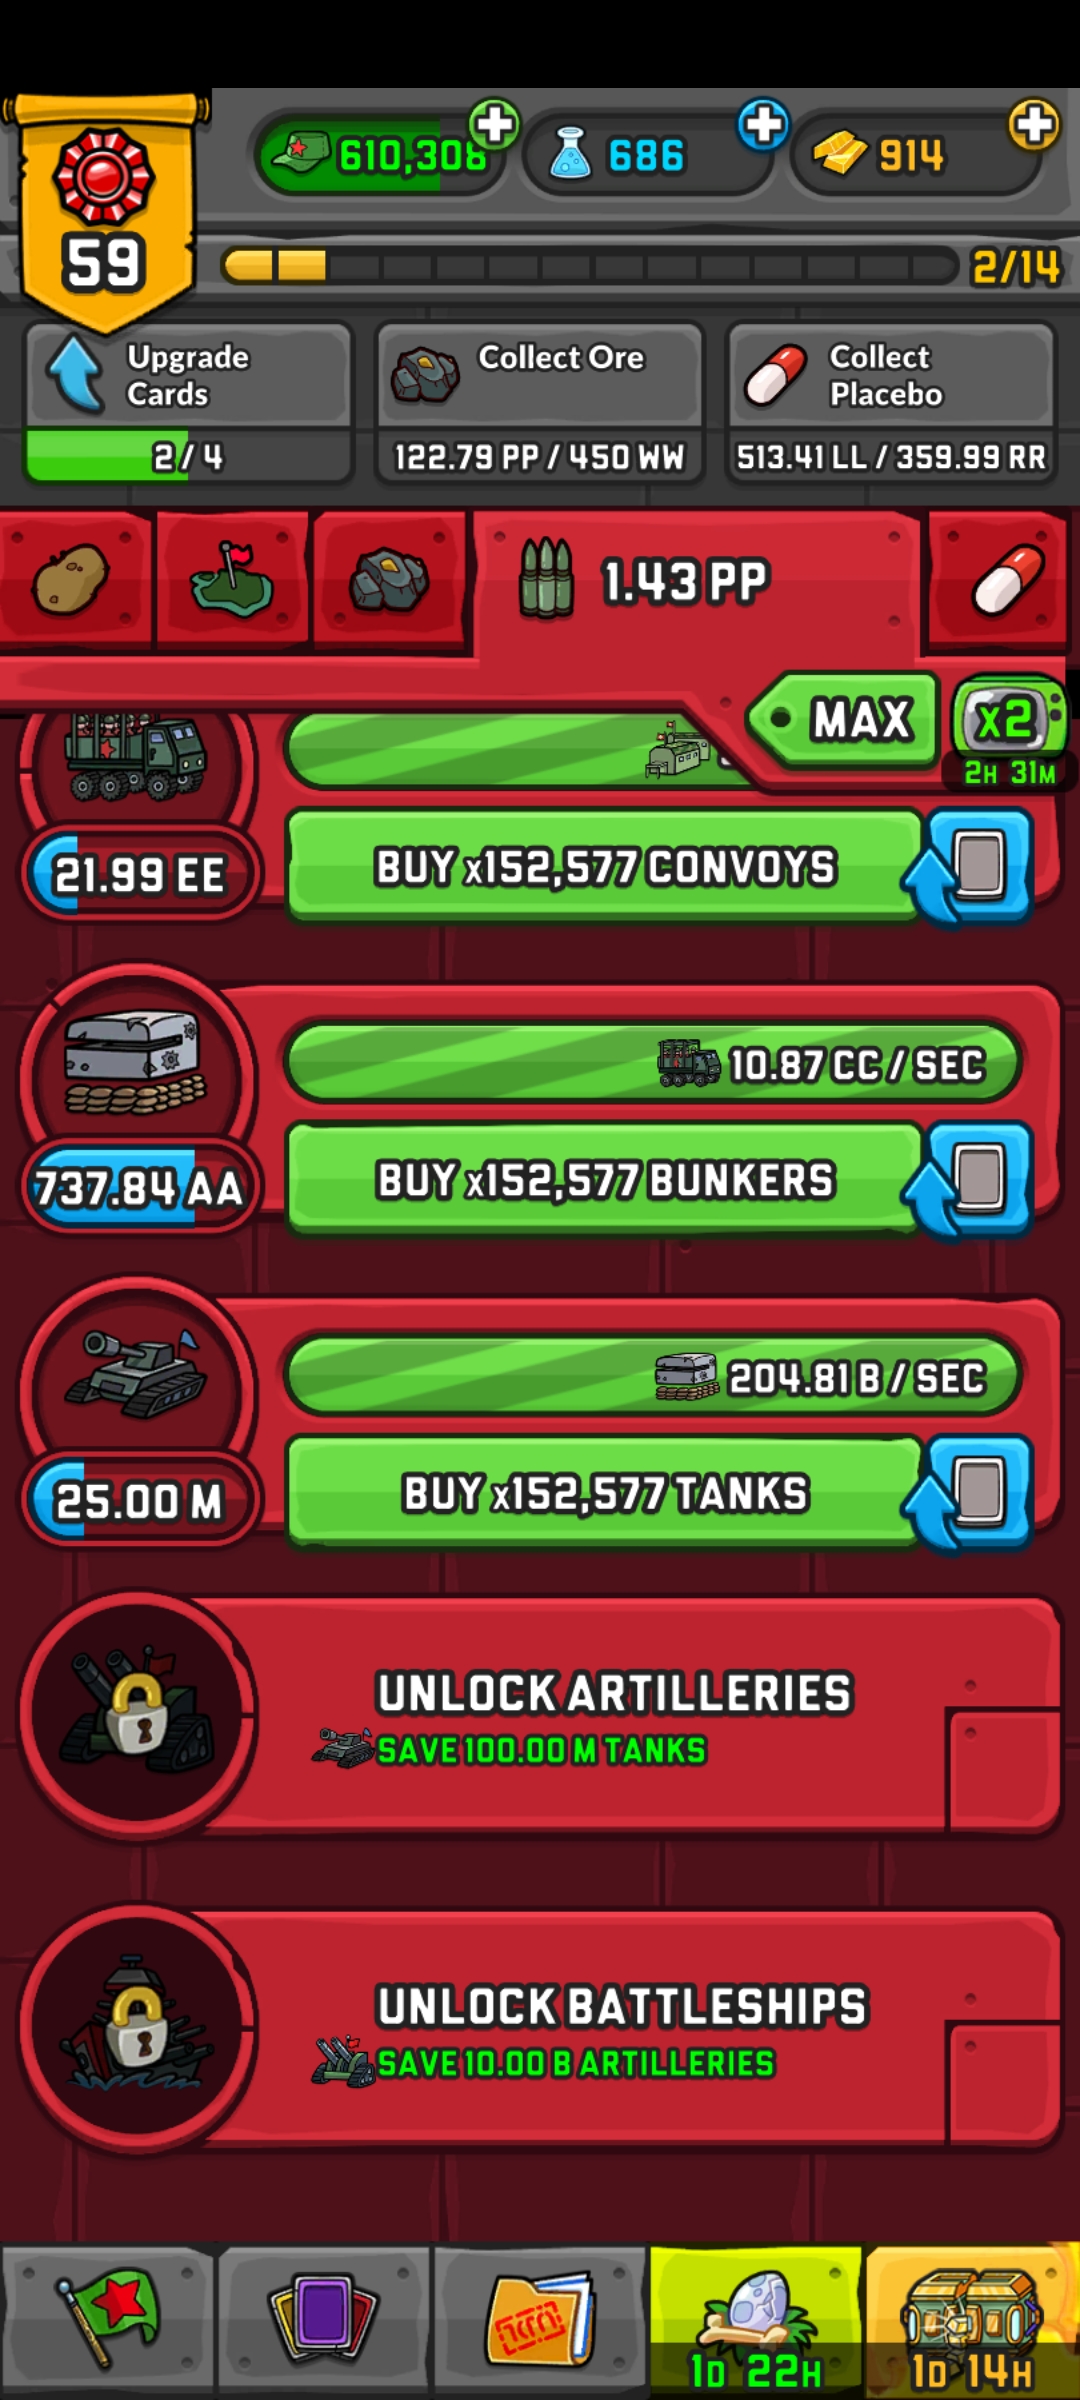 610,308
686
914
59
2/14
Upgrade
Cards
Collect Ore
Collect
Placebo
2/4
122.79 PP / 450 WW
513.41 LL / 359.99 RR
1.43 PP
MAX
x2
2H 31M
21.99 EE
BUY x152,577 CONVOYS
10.87 CC / SEC
737.84 AA
BUY x152,577 BUNKERS
204.81 B / SEC
25.00 M
BUY x152,577 TANKS
UNLOCK ARTILLERIES
SAVE 100.00 M TANKS
UNLOCK BATTLESHIPS
SAVE 10.00 B ARTILLERIES
1D 22H
1D 14H